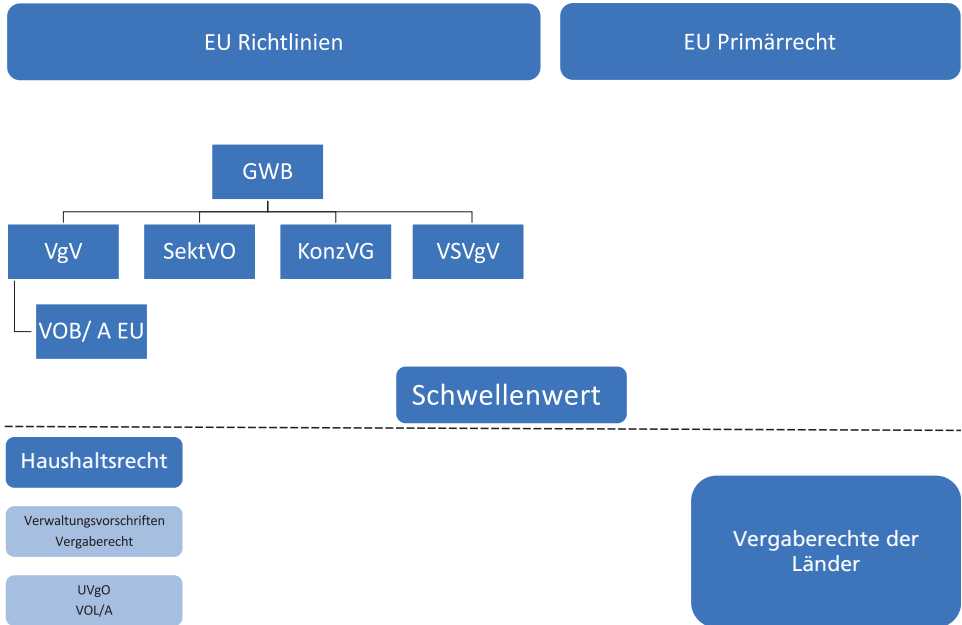 EU Richtlinien
EU Primärrecht
GWB
VgV
SektVO
KonzVG
VSVgV
VOB/ A EU
Schwellenwert
Haushaltsrecht
Verwaltungsvorschriften
Vergaberecht
UVgO
VOL/A
Vergaberechte der
Länder